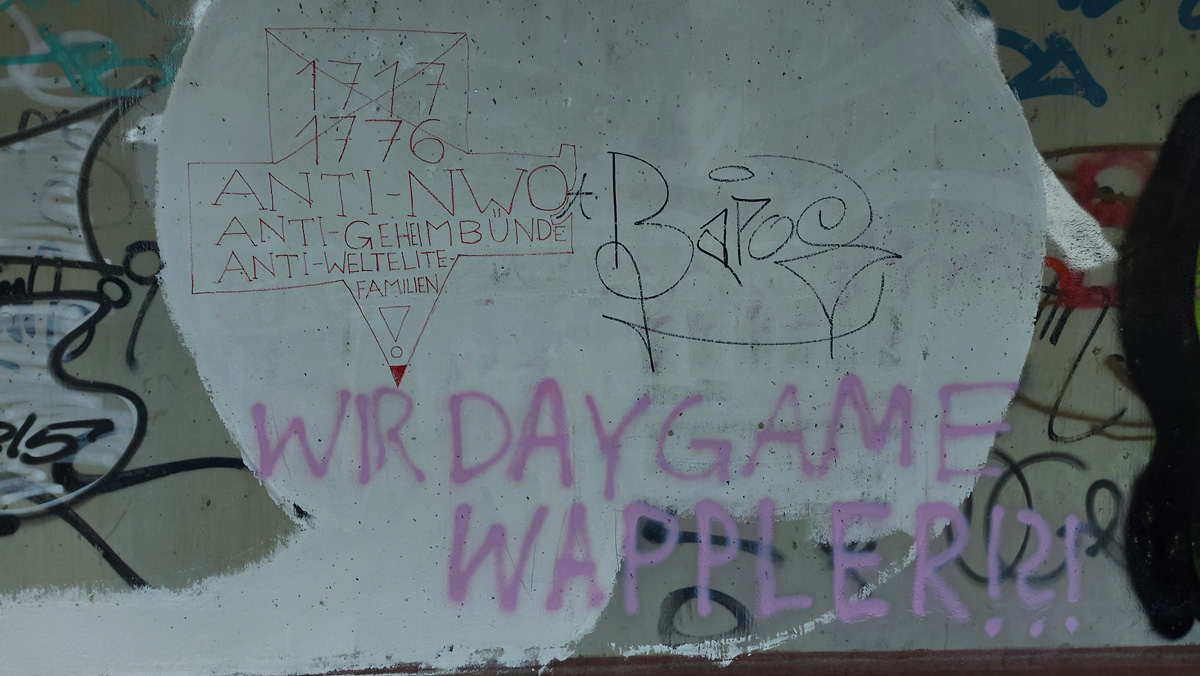 1717
1776
ANTI-NWO
ANTI-GEHEIMBÜNDE
ANTI-WELTELITE-
FAMILIEN
WIR DAYGAME
WAPPLER!?!